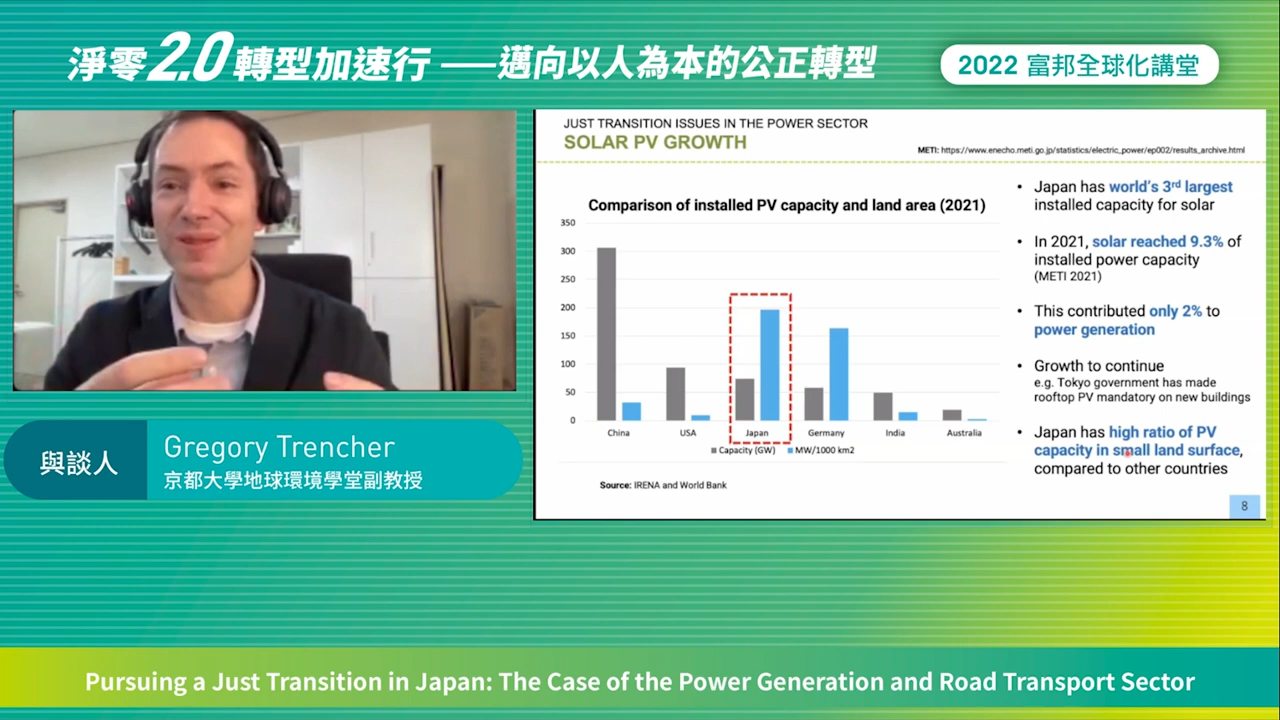 淨零2.0轉型加速行——邁向以人為本的公正轉型
2022 富邦全球化講堂
與談人
Gregory Trencher
京都大學地球環境學堂副教授
JUST TRANSITION ISSUES IN THE POWER SECTOR
SOLAR PV GROWTH
METI: https://www.enecho.meti.go.jp/statistics/electric_power/ep002/results_archive.html
Comparison of installed PV capacity and land area (2021)
350
300
250
200
150
100
50
0
China USA Japan Germany India Australia
Capacity (GW) MW/1000 km2
Source: IRENA and World Bank
• Japan has world's 3rd largest
installed capacity for solar
• In 2021, solar reached 9.3% of
installed power capacity
(METI 2021)
• This contributed only 2% to
power generation
• Growth to continue
e.g. Tokyo government has made
rooftop PV mandatory on new buildings
• Japan has high ratio of PV
capacity in small land surface,
compared to other countries
8
Pursuing a Just Transition in Japan: The Case of the Power Generation and Road Transport Sector